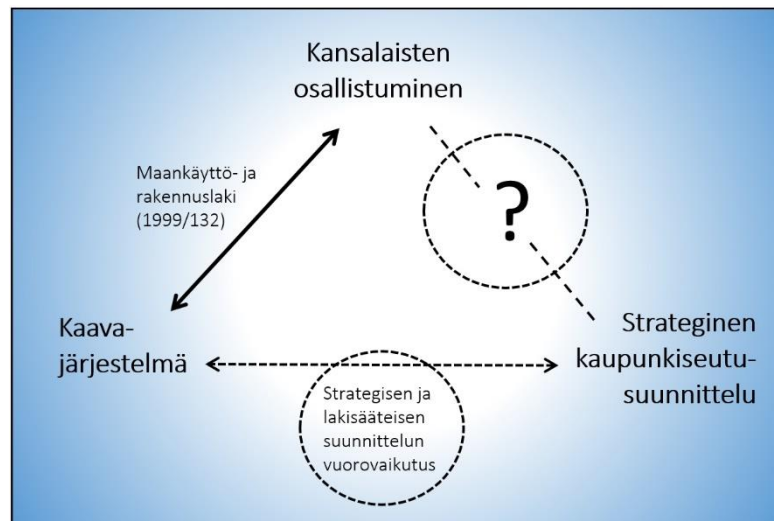 Kansalaisten
osallistuminen
Maankäyttö- ja
rakennuslaki
(1999/132)
?
Kaava-
järjestelmä
Strateginen
kaupunkiseutu-
suunnittelu
Strategisen ja
lakisääteisen
suunnittelun
vuorovaikutus